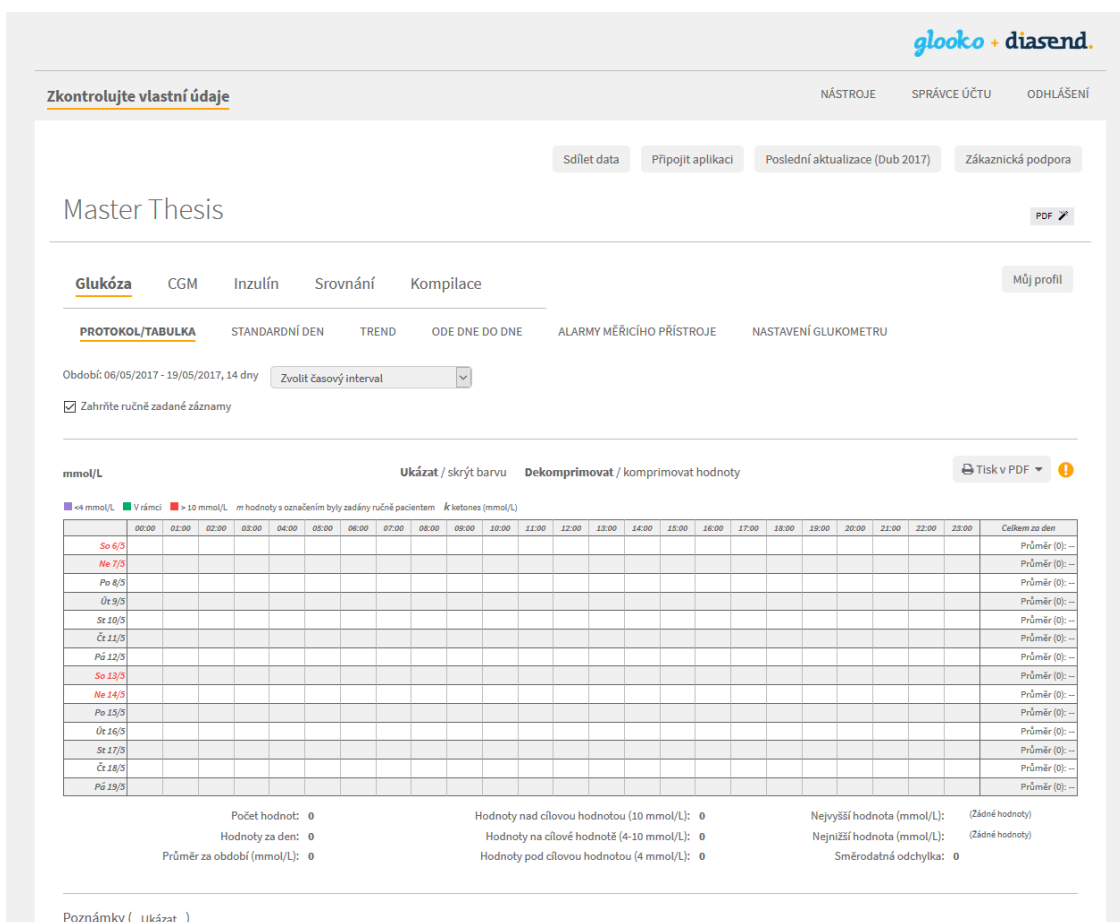 glooko + diasend.
Zkontrolujte vlastní údaje NÁSTROJE SPRÁVCE ÚČTU ODHLÁŠENÍ
Sdílet data Připojit aplikaci Poslední aktualizace (Dub 2017) Zákaznická podpora
Master Thesis
PDF
Glukóza CGM Inzulín Srovnání Kompilace Můj profil
PROTOKOL/TABULKA STANDARDNÍ DEN TREND ODE DNE DO DNE ALARMY MĚŘICÍHO PŘÍSTROJE NASTAVENÍ GLUKOMETRU
Období: 06/05/2017 - 19/05/2017, 14 dny Zvolit časový interval
Zahrňte ručně zadané záznamy
mmol/L Ukázat / skrýt barvu Dekomprimovat / komprimovat hodnoty Tisk v PDF
<4 mmol/L V rámci > 10 mmol/L m hodnoty s označením byly zadány ručně pacientem k ketones (mmol/L)
00:00 01:00 02:00 03:00 04:00 05:00 06:00 07:00 08:00 09:00 10:00 11:00 12:00 13:00 14:00 15:00 16:00 17:00 18:00 19:00 20:00 21:00 22:00 23:00 Celkem za den
So 6/5 Průměr (0): --
Ne 7/5 Průměr (0): --
Po 8/5 Průměr (0): --
Út 9/5 Průměr (0): --
St 10/5 Průměr (0): --
Čt 11/5 Průměr (0): --
Pá 12/5 Průměr (0): --
So 13/5 Průměr (0): --
Ne 14/5 Průměr (0): --
Po 15/5 Průměr (0): --
Út 16/5 Průměr (0): --
St 17/5 Průměr (0): --
Čt 18/5 Průměr (0): --
Pá 19/5 Průměr (0): --
Počet hodnot: 0 Hodnoty nad cílovou hodnotou (10 mmol/L): 0 Nejvyšší hodnota (mmol/L): (Žádné hodnoty)
Hodnoty za den: 0 Hodnoty na cílové hodnotě (4-10 mmol/L): 0 Nejnižší hodnota (mmol/L): (Žádné hodnoty)
Průměr za období (mmol/L): 0 Hodnoty pod cílovou hodnotou (4 mmol/L): 0 Směrodatná odchylka: 0
Poznámky ( Ukázat )